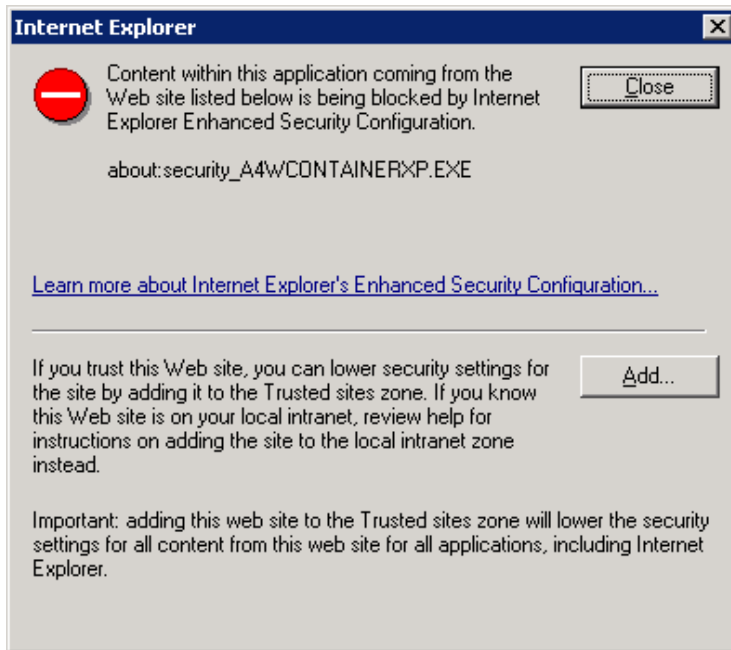 Internet Explorer
Content within this application coming from the
Web site listed below is being blocked by Internet
Explorer Enhanced Security Configuration.
Close
about:security_A4WCONTAINERXP.EXE
Learn more about Internet Explorer's Enhanced Security Configuration...
If you trust this Web site, you can lower security settings for
the site by adding it to the Trusted sites zone. If you know
this Web site is on your local intranet, review help for
instructions on adding the site to the local intranet zone
instead.
Add...
Important: adding this web site to the Trusted sites zone will lower the security
settings for all content from this web site for all applications, including Internet
Explorer.